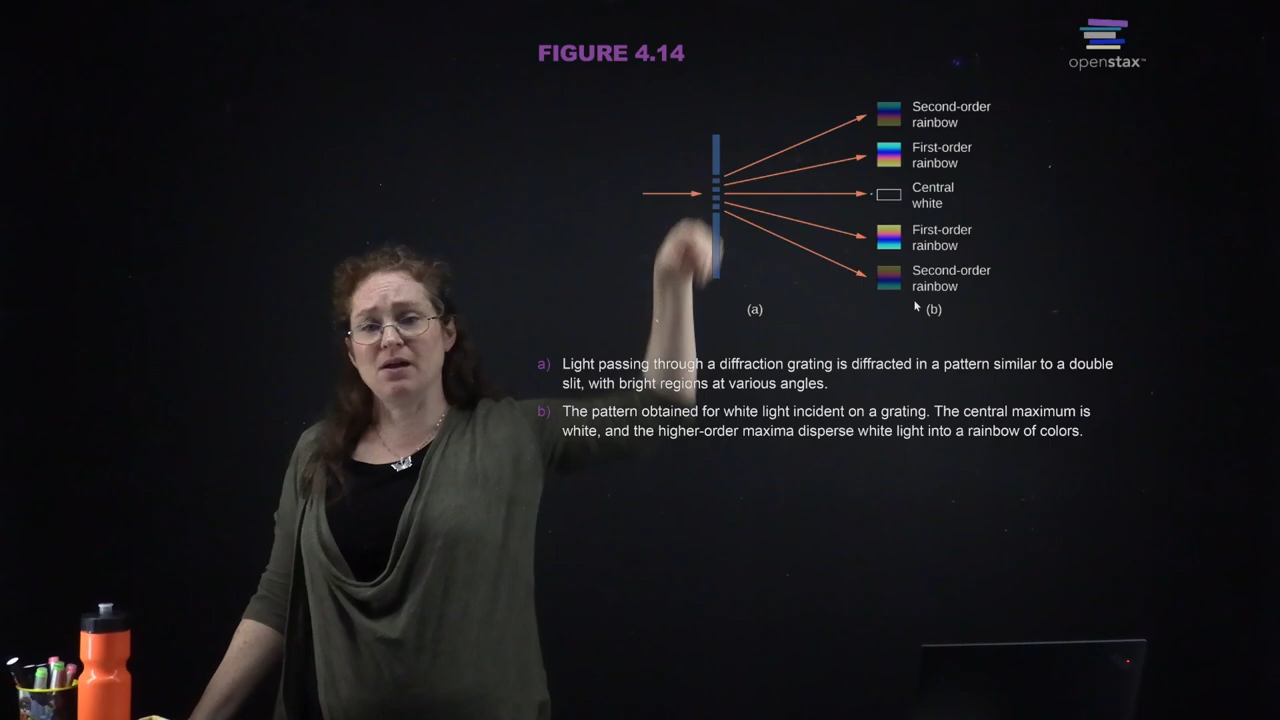 FIGURE 4.14
openstax™
Second-order
rainbow
First-order
rainbow
Central
white
First-order
rainbow
Second-order
rainbow
(a)
(b)
a) Light passing through a diffraction grating is diffracted in a pattern similar to a double
slit, with bright regions at various angles.
b) The pattern obtained for white light incident on a grating. The central maximum is
white, and the higher-order maxima disperse white light into a rainbow of colors.